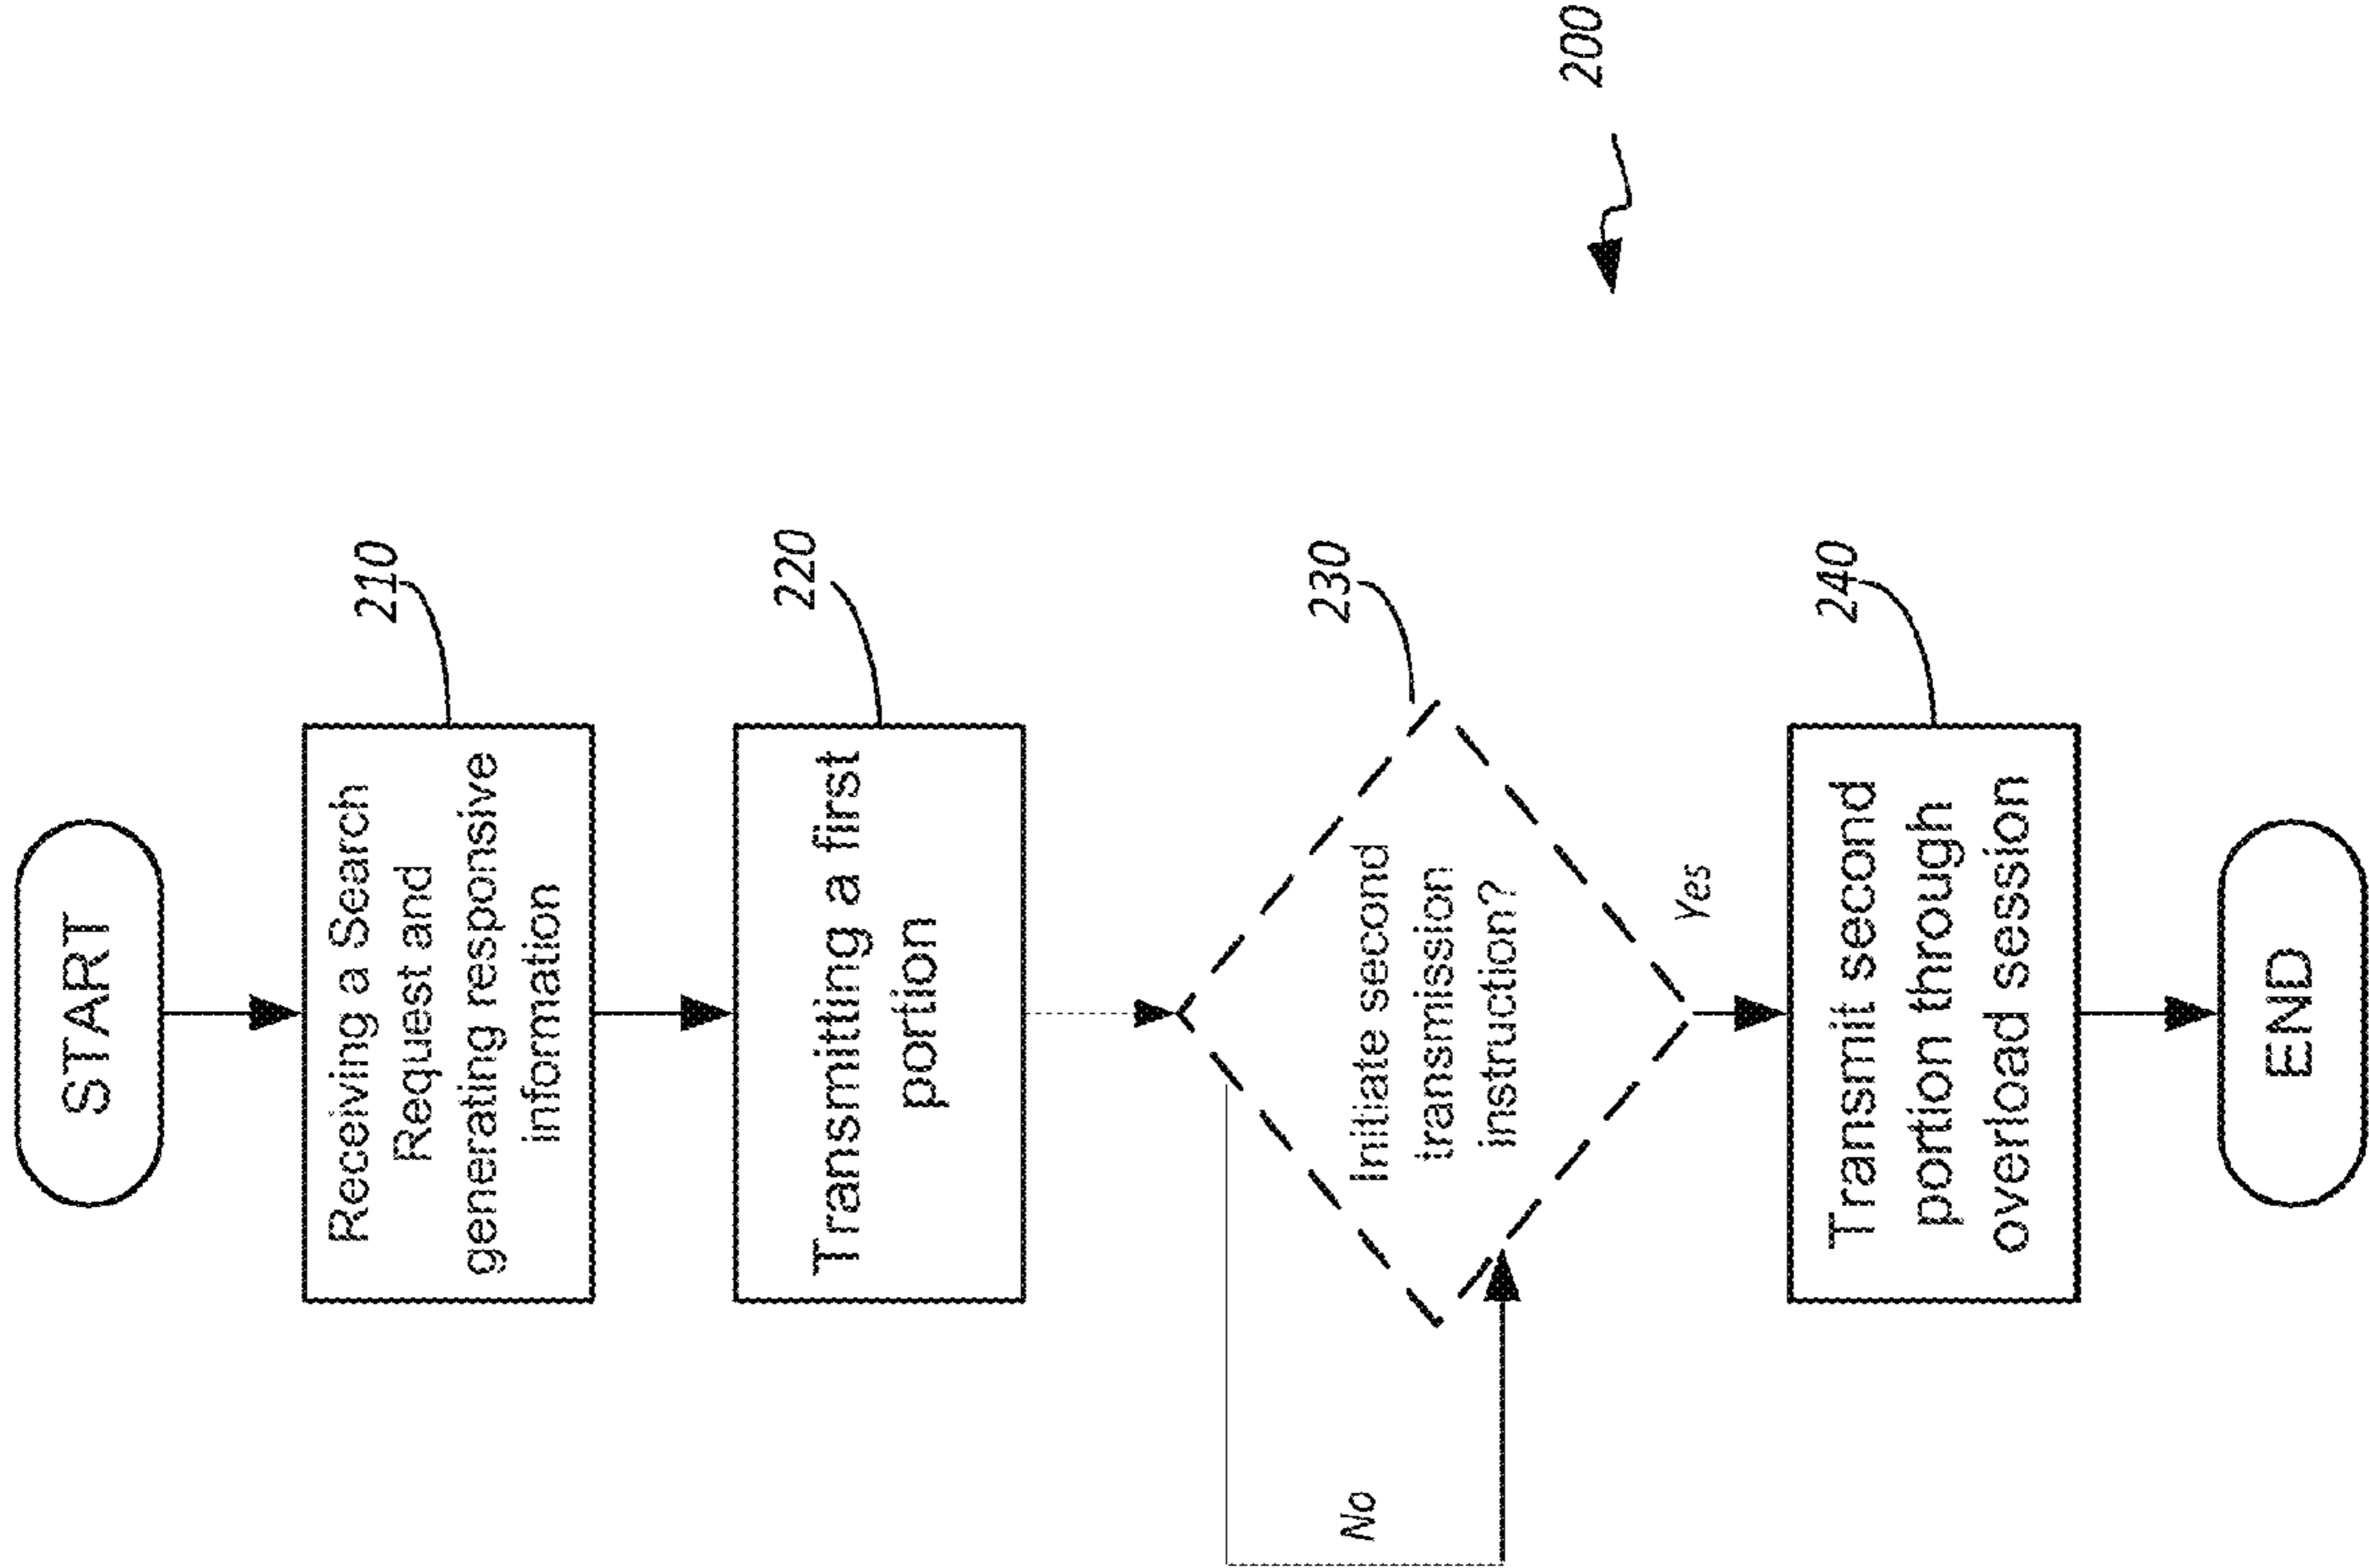 START
210
Receiving a Search
Request and
generating responsive
information
220
Transmitting a first
portion
230
Initiate second
transmission
instruction?
No
Yes
200
240
Transmit second
portion through
overload session
END